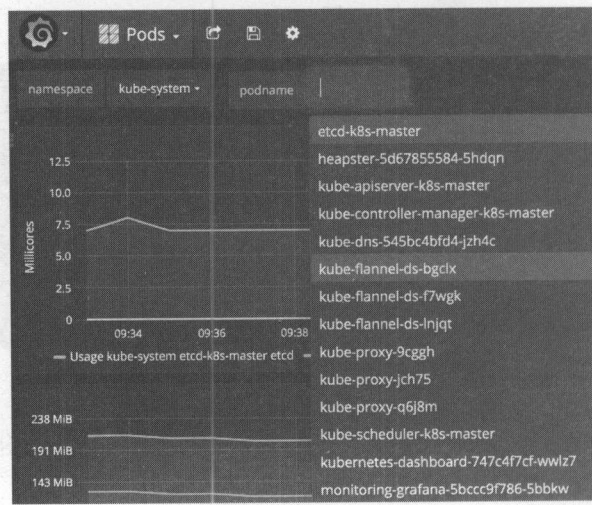 Pods
namespace kube-system podname
etcd-k8s-master
heapster-5d67855584-5hdqn
kube-apiserver-k8s-master
kube-controller-manager-k8s-master
kube-dns-545bc4bfd4-jzh4c
kube-flannel-ds-bgclx
kube-flannel-ds-f7wgk
kube-flannel-ds-lnjqt
kube-proxy-9cggh
kube-proxy-jch75
kube-proxy-q6j8m
kube-scheduler-k8s-master
kubernetes-dashboard-747c4f7cf-wwlz7
monitoring-grafana-5bccc9f786-5bbkw
Millicores
12.5
10.0
7.5
5.0
2.5
0
09:34 09:36 09:38
Usage kube-system etcd-k8s-master etcd
238 MiB
191 MiB
143 MiB